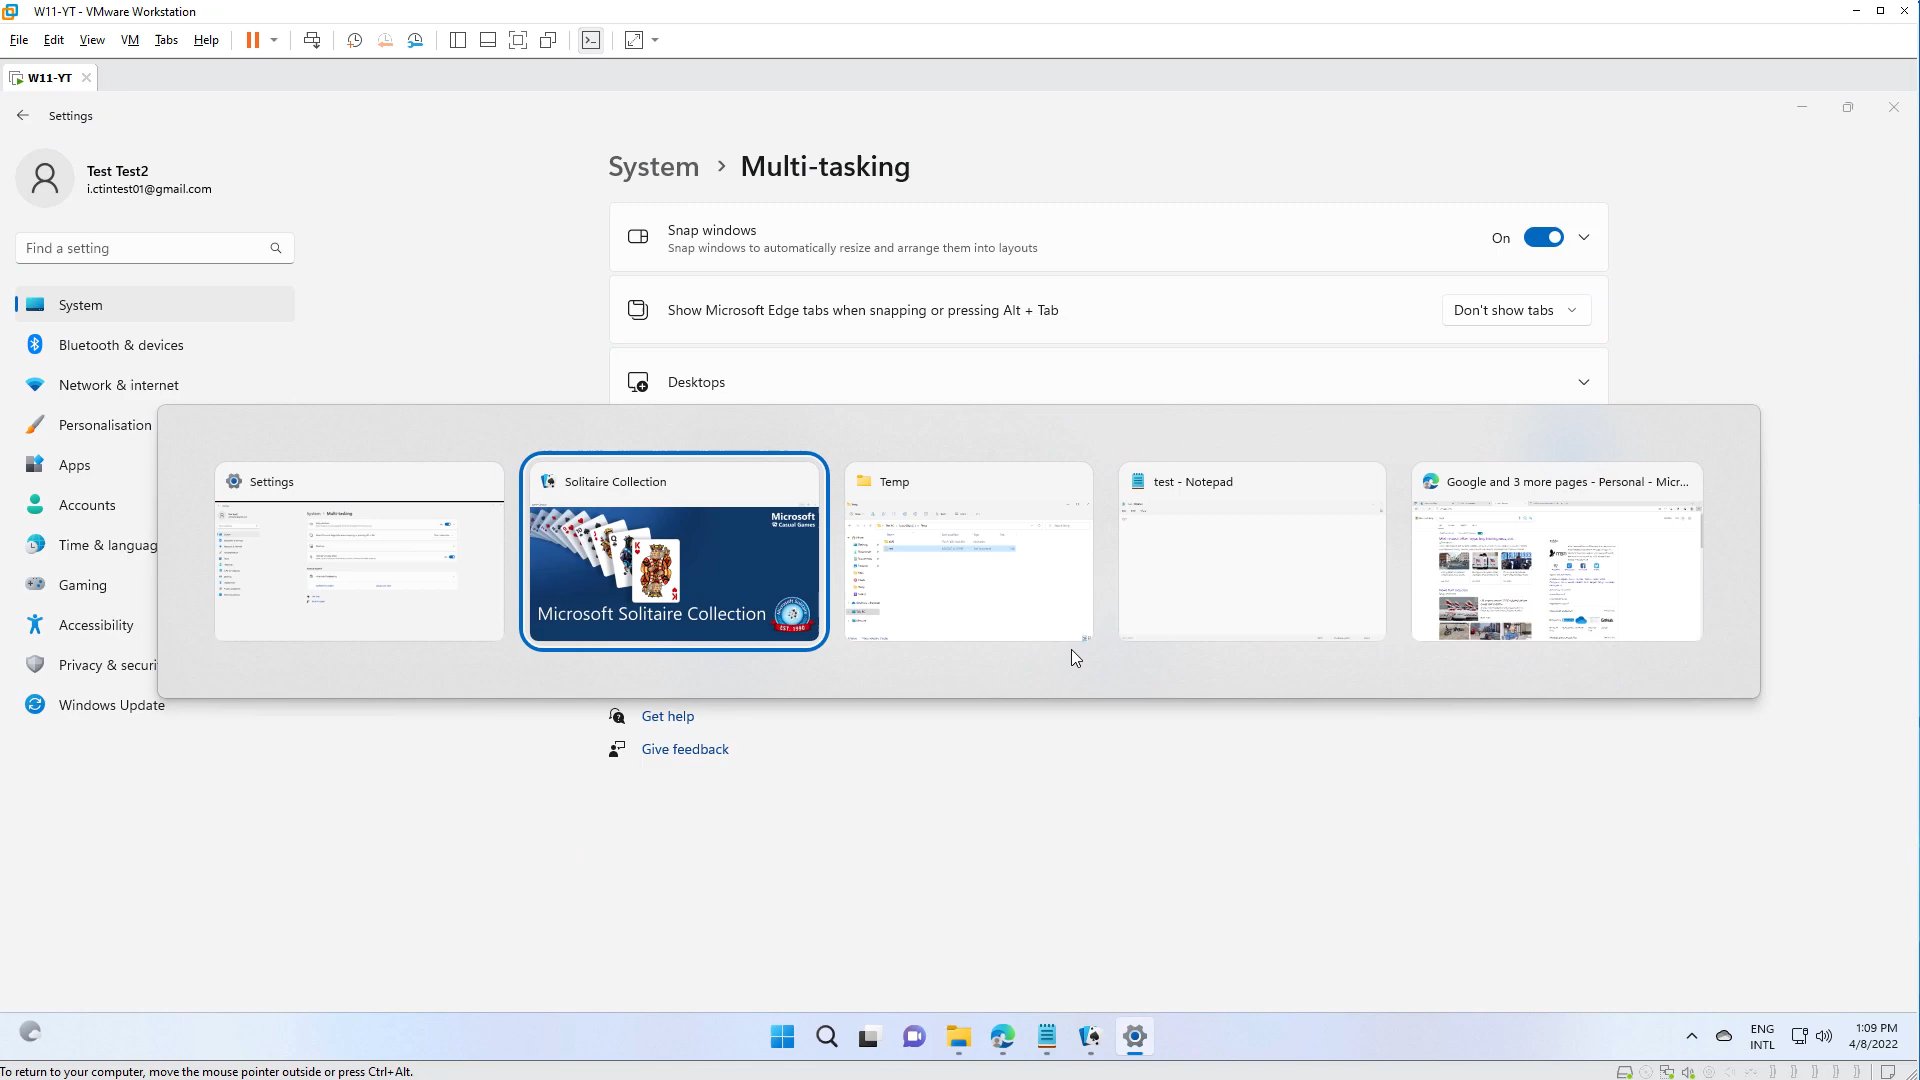 W11-YT - VMware Workstation
File Edit View VM Tabs Help
W11-YT
Settings
Test Test2
i.ctintest01@gmail.com
Find a setting
System
Bluetooth & devices
Network & internet
Personalisation
Apps
Accounts
Time & languag
Gaming
Accessibility
Privacy & securi
Windows Update
System > Multi-tasking
Snap windows
Snap windows to automatically resize and arrange them into layouts
On
Show Microsoft Edge tabs when snapping or pressing Alt + Tab
Don't show tabs
Desktops
Settings
Solitaire Collection
Microsoft
Casual Games
Microsoft Solitaire Collection
EST. 1990
Temp
test - Notepad
Google and 3 more pages - Personal - Micr...
Get help
Give feedback
ENG
INTL
1:09 PM
4/8/2022
To return to your computer, move the mouse pointer outside or press Ctrl+Alt.